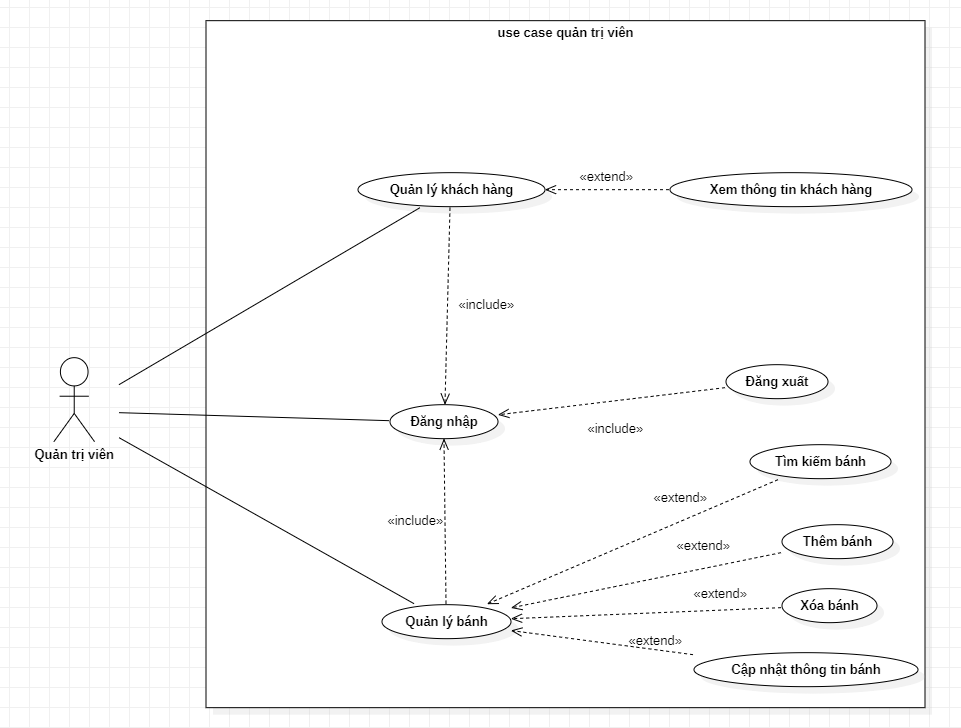 use case quản trị viên
«extend»
Quản lý khách hàng
Xem thông tin khách hàng
«include»
Đăng xuất
Đăng nhập
«include»
Quản trị viên
Tìm kiếm bánh
«extend»
«include»
Thêm bánh
«extend»
«extend»
Xóa bánh
Quản lý bánh
«extend»
Cập nhật thông tin bánh